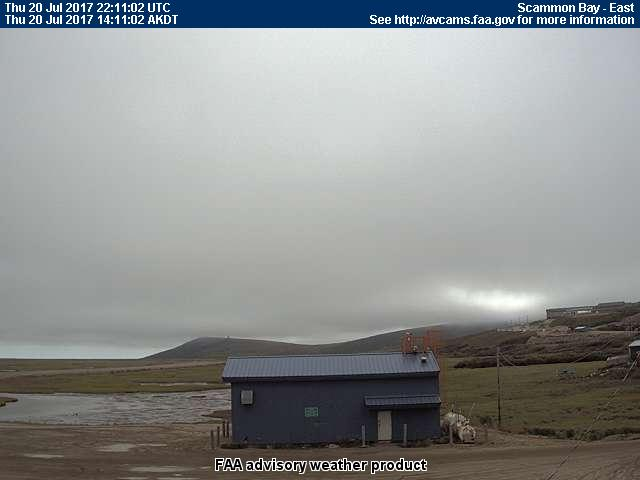 Thu 20 Jul 2017 22:11:02 UTC
Scammon Bay - East
Thu 20 Jul 2017 14:11:02 AKDT
See http://avcams.faa.gov for more information
FAA advisory weather product